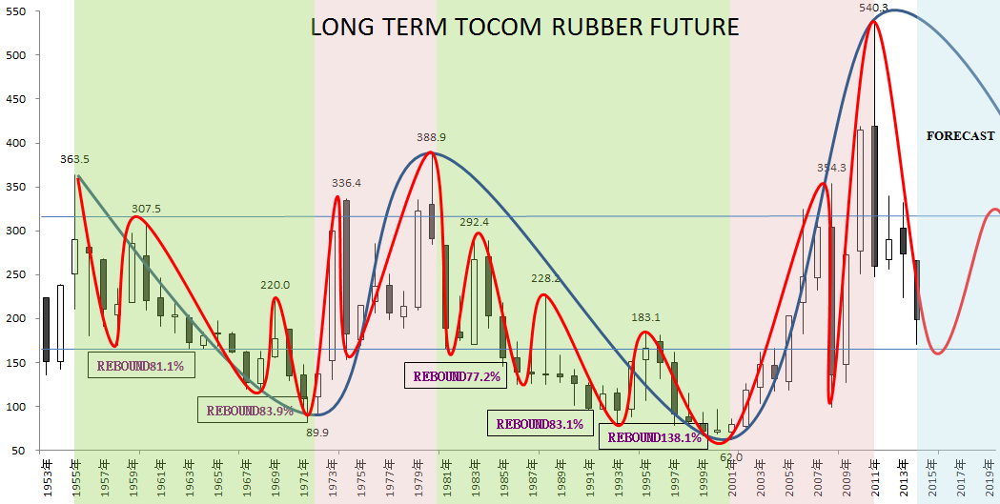 LONG TERM TOCOM RUBBER FUTURE
550
500
450
400
350
300
250
200
150
100
50
363.5
307.5
220.0
89.9
336.4
388.9
292.4
228.2
183.1
62.0
354.3
540.3
FORECAST
REBOUND81.1%
REBOUND83.9%
REBOUND77.2%
REBOUND83.1%
REBOUND138.1%
1953年
1955年
1957年
1959年
1961年
1963年
1965年
1967年
1969年
1971年
1973年
1975年
1977年
1979年
1981年
1983年
1985年
1987年
1989年
1991年
1993年
1995年
1997年
1999年
2001年
2003年
2005年
2007年
2009年
2011年
2013年
2015年
2017年
2019年